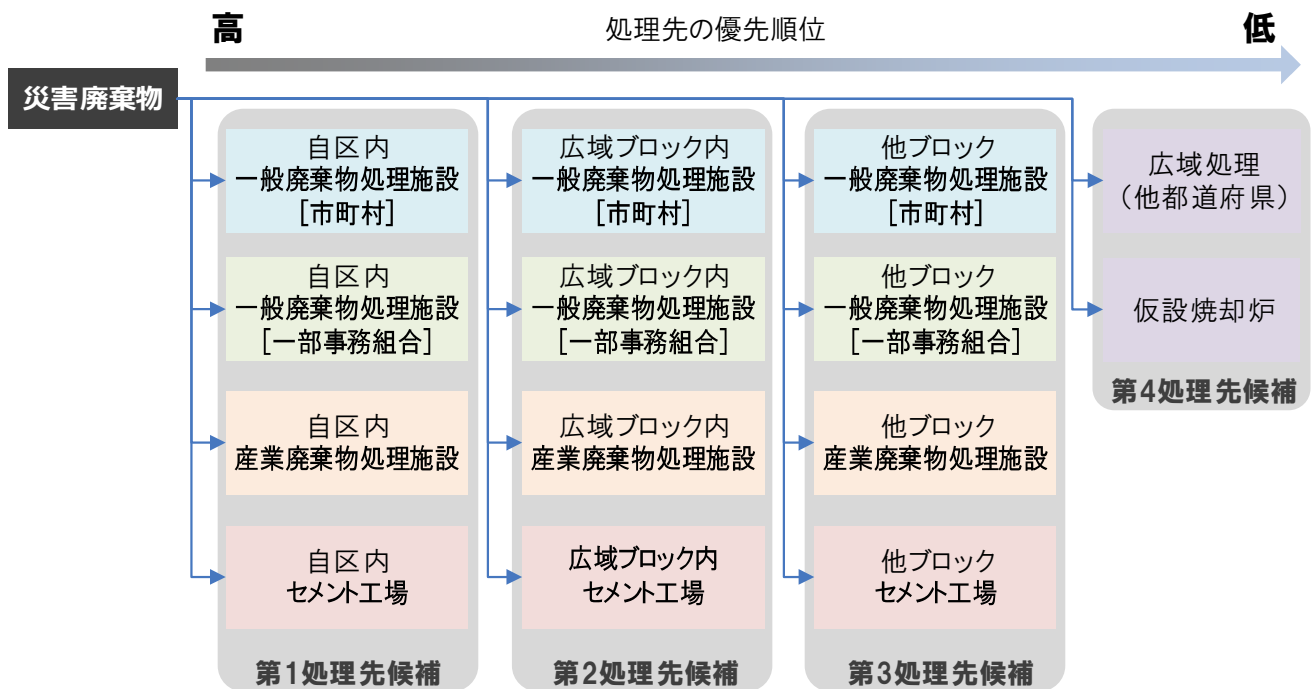 高
処理先の優先順位
低
災害廃棄物
自区内
一般廃棄物処理施設
[市町村]
自区内
一般廃棄物処理施設
[一部事務組合]
自区内
産業廃棄物処理施設
自区内
セメント工場
第1処理先候補
広域ブロック内
一般廃棄物処理施設
[市町村]
広域ブロック内
一般廃棄物処理施設
[一部事務組合]
広域ブロック内
産業廃棄物処理施設
広域ブロック内
セメント工場
第2処理先候補
他ブロック
一般廃棄物処理施設
[市町村]
他ブロック
一般廃棄物処理施設
[一部事務組合]
他ブロック
産業廃棄物処理施設
他ブロック
セメント工場
第3処理先候補
広域処理
（他都道府県）
仮設焼却炉
第4処理先候補